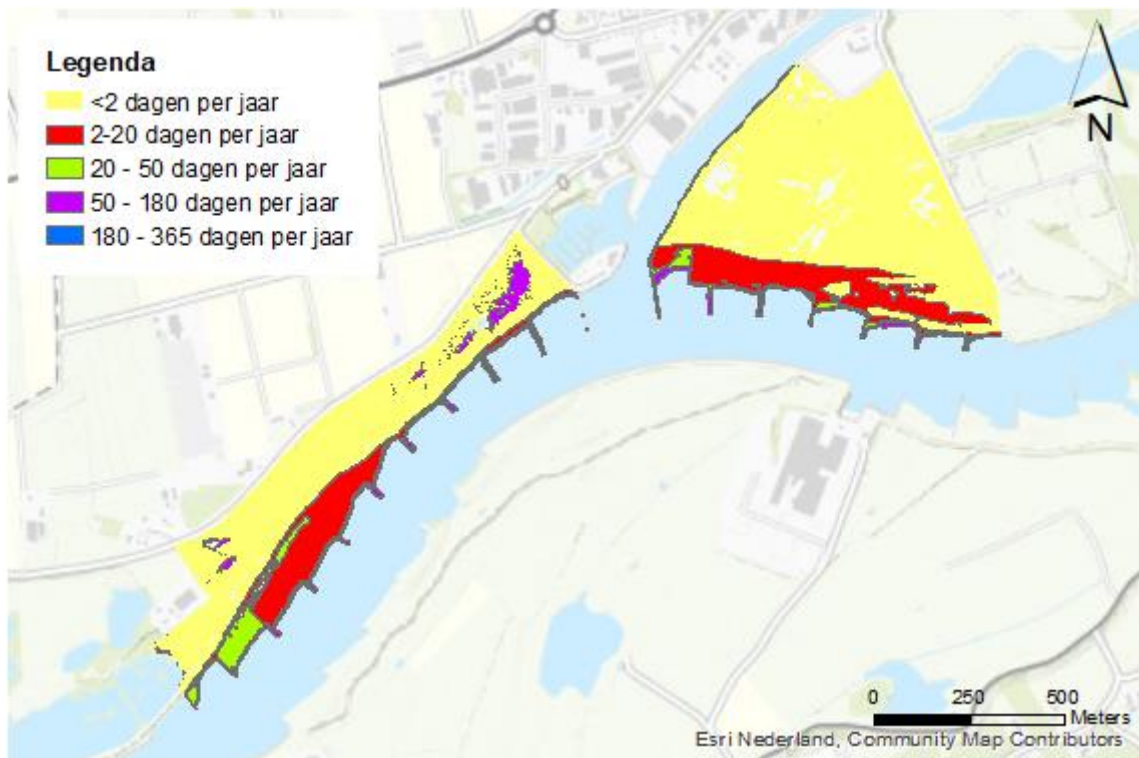 Legenda
<2 dagen per jaar
2-20 dagen per jaar
20 - 50 dagen per jaar
50 - 180 dagen per jaar
180 - 365 dagen per jaar
N
0 250 500
Meters
Esri Nederland, Community Map Contributors